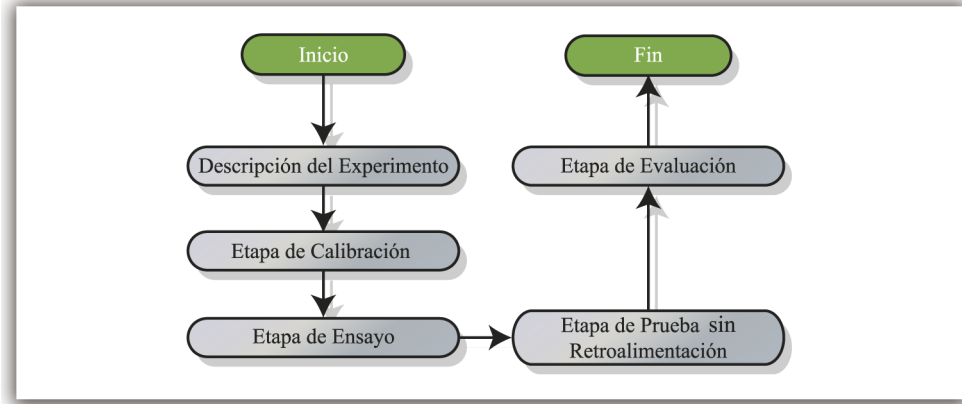 Inicio
Descripción del Experimento
Etapa de Calibración
Etapa de Ensayo
Etapa de Prueba sin
Retroalimentación
Etapa de Evaluación
Fin